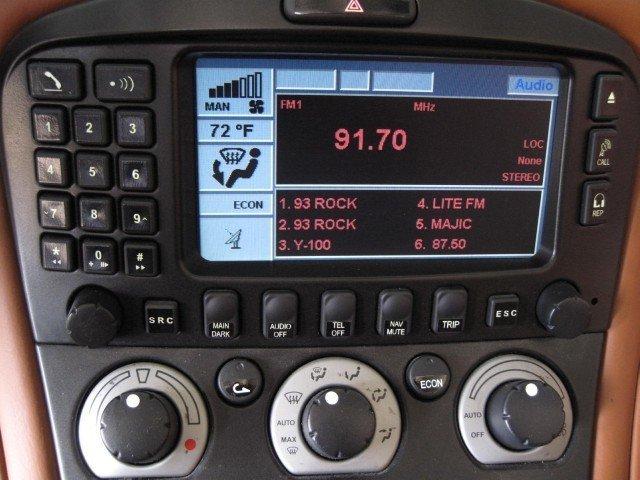 Audio
MAN
FM1 MHz
91.70
72 °F
LOC
None
STEREO
ECON
1. 93 ROCK 4. LITE FM
2. 93 ROCK 5. MAJIC
3. Y-100 6. 87.50
1 2 3
4 5 6
7 8 9
* 0 #
CALL
REP
SRC
MAIN DARK
AUDIO OFF
TEL OFF
NAV MUTE
TRIP
ESC
ECON
AUTO
MAX
AUTO
OFF